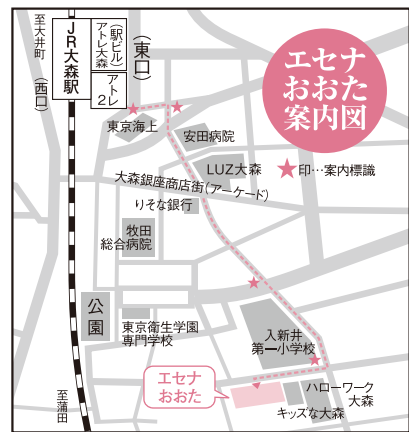 至大井町
JR大森駅
(駅ビル)
アトレ大森
アトレ
2
(東口)
(西口)
エセナ
おおた
案内図
東京海上
安田病院
LUZ大森
★印…案内標識
大森銀座商店街(アーケード)
りそな銀行
牧田
総合病院
公園
東京衛生学園
専門学校
入新井
第一小学校
至蒲田
エセナ
おおた
ハローワーク
大森
キッズな大森